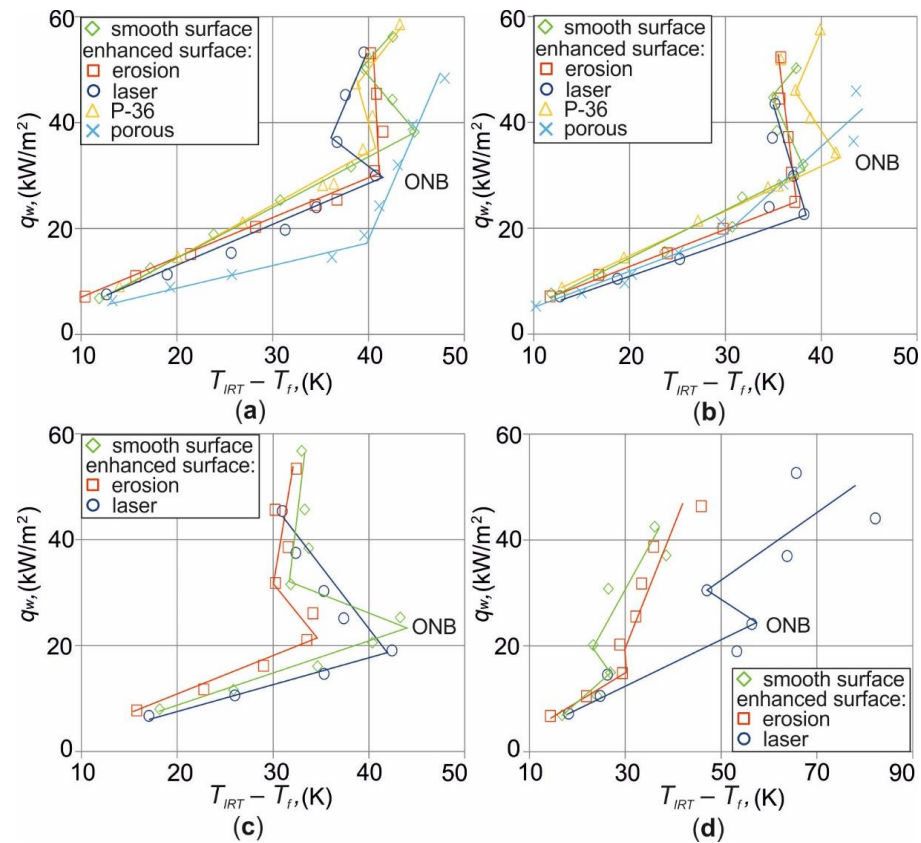 (a)
60
40
20
0
q_w, (kW/m²)
smooth surface
enhanced surface:
erosion
laser
P-36
porous
ONB
10 20 30 40 50
T_IRT – T_f, (K)
(b)
60
40
20
0
q_w, (kW/m²)
smooth surface
enhanced surface:
erosion
laser
P-36
porous
ONB
10 20 30 40 50
T_IRT – T_f, (K)
60
40
20
0
q_w, (kW/m²)
smooth surface
enhanced surface:
erosion
laser
ONB
10 20 30 40 50
T_IRT – T_f, (K)
(c)
60
40
20
0
q_w, (kW/m²)
ONB
smooth surface
enhanced surface:
erosion
laser
10 30 50 70 90
T_IRT – T_f, (K)
(d)